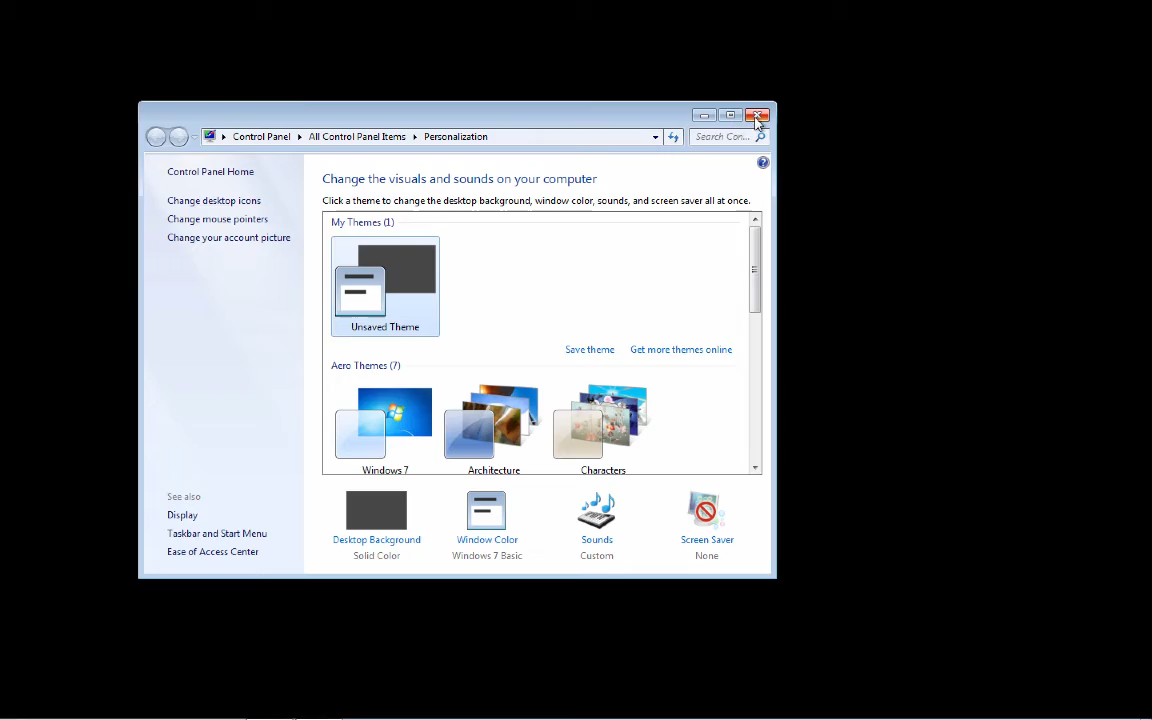 Control Panel All Control Panel Items Personalization Search Con...
Control Panel Home
Change desktop icons
Change mouse pointers
Change your account picture
See also
Display
Taskbar and Start Menu
Ease of Access Center
Change the visuals and sounds on your computer
Click a theme to change the desktop background, window color, sounds, and screen saver all at once.
My Themes (1)
Unsaved Theme
Save theme Get more themes online
Aero Themes (7)
Windows 7 Architecture Characters
Desktop Background Window Color Sounds Screen Saver
Solid Color Windows 7 Basic Custom None